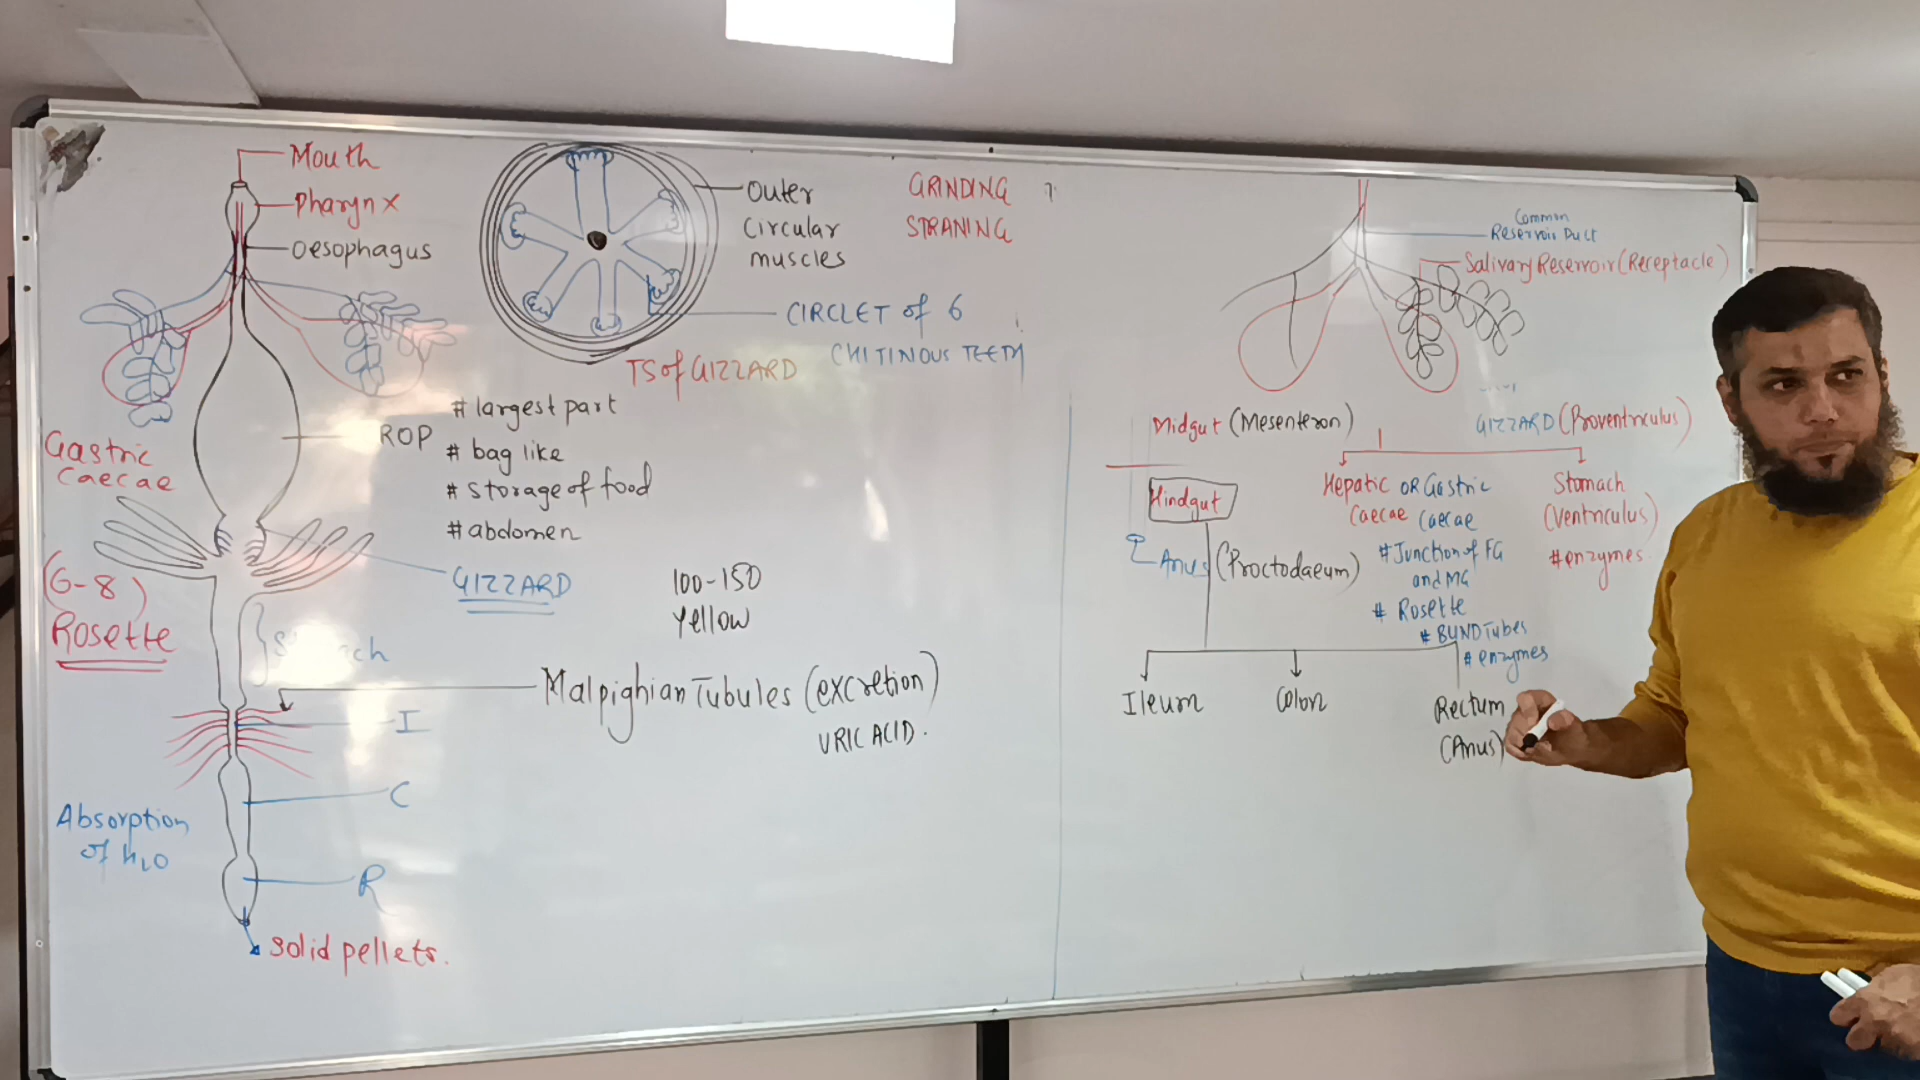 Mouth
Pharynx
Oesophagus
Gastric
Caecae
(6-8)
Rosette
ROP
# largest part
# bag like
# storage of food
# abdomen
GIZZARD
I
C
R
Absorption
of H2O
solid pellets.
Outer
Circular
muscles
GRINDING
STRANING
CIRCLET of 6
CHITINOUS TEETH
TS of GIZZARD
100-150
Yellow
Malpighian Tubules (excretion)
URIC ACID.
Common
Reservoir Duct
Salivary Reservoir (Receptacle)
Midgut (Mesenteron)
GIZZARD (Proventriculus)
Hindgut
Anus (Proctodaeum)
Hepatic OR Gastric
Caecae Caecae
# Junction of FG
and MG
# Rosette
# BLIND Tubes
# enzymes
Stomach
(Ventriculus)
# enzymes
Ileum
Colon
Rectum
(Anus)